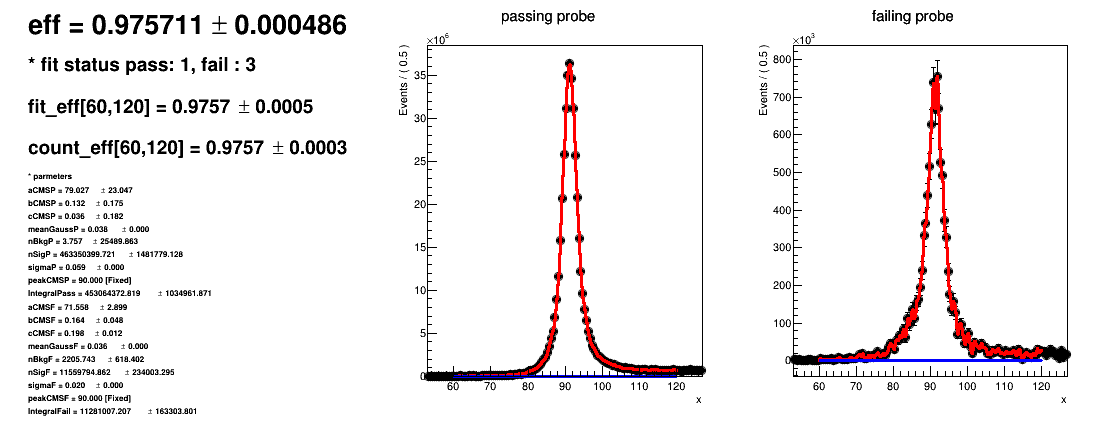 eff = 0.975711 ± 0.000486
* fit status pass: 1, fail : 3
fit_eff[60,120] = 0.9757 ± 0.0005
count_eff[60,120] = 0.9757 ± 0.0003
* parmeters
aCMSP = 79.027 ± 23.047
bCMSP = 0.132 ± 0.175
cCMSP = 0.036 ± 0.182
meanGaussP = 0.038 ± 0.000
nBkgP = 3.757 ± 25489.863
nSigP = 463350399.721 ± 1481779.128
sigmaP = 0.059 ± 0.000
peakCMSP = 90.000 [Fixed]
IntegralPass = 453064372.819 ± 1034961.871
aCMSF = 71.558 ± 2.899
bCMSF = 0.164 ± 0.048
cCMSF = 0.198 ± 0.012
meanGaussF = 0.036 ± 0.000
nBkgF = 2205.743 ± 618.402
nSigF = 11559794.862 ± 234003.295
sigmaF = 0.020 ± 0.000
peakCMSF = 90.000 [Fixed]
IntegralFail = 11281007.207 ± 163303.801
passing probe
×10⁶
Events / ( 0.5 )
35
30
25
20
15
10
5
0
60 70 80 90 100 110 120
x
failing probe
×10³
Events / ( 0.5 )
800
700
600
500
400
300
200
100
0
60 70 80 90 100 110 120
x